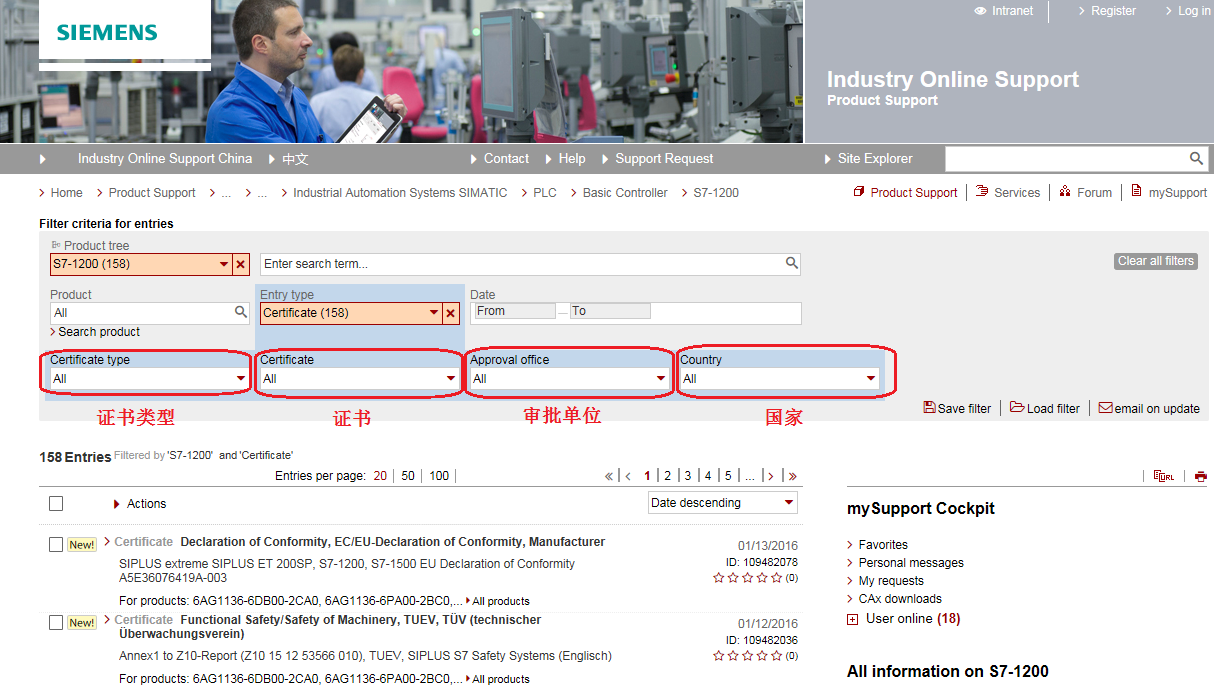 SIEMENS
Intranet
Register
Log in
Industry Online Support
Product Support
Industry Online Support China
中文
Contact
Help
Support Request
Site Explorer
Home
Product Support
...
...
Industrial Automation Systems SIMATIC
PLC
Basic Controller
S7-1200
Product Support
Services
Forum
mySupport
Filter criteria for entries
Product tree
S7-1200 (158)
Enter search term...
Clear all filters
Product
Entry type
Date
All
Certificate (158)
From
To
Search product
Certificate type
Certificate
Approval office
Country
All
All
All
All
证书类型
证书
审批单位
国家
Save filter
Load filter
email on update
158 Entries Filtered by 'S7-1200' and 'Certificate'
Entries per page: 20 | 50 | 100 |
« | ‹ 1 | 2 | 3 | 4 | 5 | ... | › | »
URL
Actions
Date descending
mySupport Cockpit
New!
Certificate Declaration of Conformity, EC/EU-Declaration of Conformity, Manufacturer
01/13/2016
SIPLUS extreme SIPLUS ET 200SP, S7-1200, S7-1500 EU Declaration of Conformity
A5E36076419A-003
ID: 109482078
(0)
For products: 6AG1136-6DB00-2CA0, 6AG1136-6PA00-2BC0,... All products
New!
Certificate Functional Safety/Safety of Machinery, TUEV, TÜV (technischer
Überwachungsverein)
01/12/2016
ID: 109482036
Annex1 to Z10-Report (Z10 15 12 53566 010), TUEV, SIPLUS S7 Safety Systems (Englisch)
(0)
For products: 6AG1136-6DB00-2CA0, 6AG1136-6PA00-2BC0,... All products
Favorites
Personal messages
My requests
CAx downloads
User online (18)
All information on S7-1200